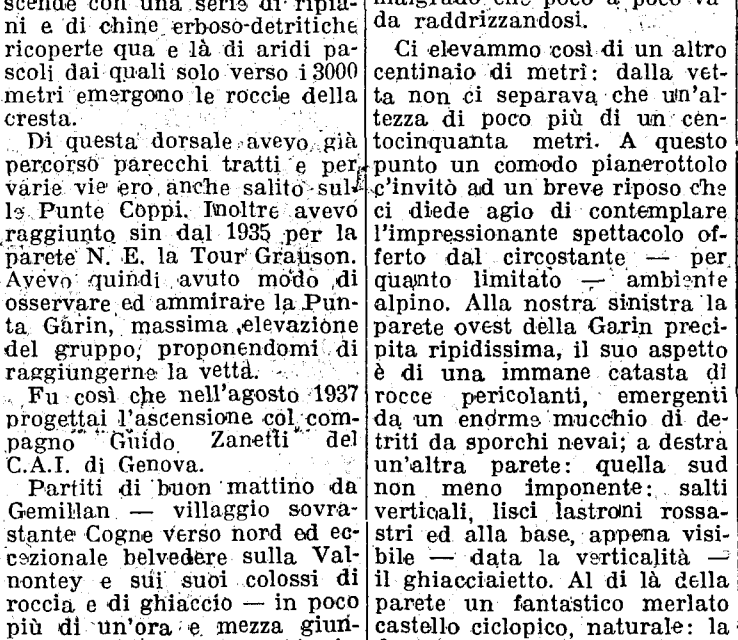 scende con una serie di ripia-
ni e di chine erboso-detritiche
ricoperte qua e là di aridi pa-
scoli dai quali solo verso i 3000
metri emergono le roccie della
cresta.
Di questa dorsale avevo già
percorso parecchi tratti e per
varie vie ero anche salito sul-
le Punte Coppi. Inoltre avevo
raggiunto sin dal 1935 per la
parete N. E. la Tour Grauson.
Avevo quindi avuto modo di
osservare ed ammirare la Pun-
ta Garin, massima elevazione
del gruppo, proponendomi di
raggiungerne la vetta.
Fu così che nell'agosto 1937
progettai l'ascensione col com-
pagno Guido Zanetti del
C.A.I. di Genova.
Partiti di buon mattino da
Gemillan — villaggio sovra-
stante Cogne verso nord ed ec-
cezionale belvedere sulla Val-
nontey e sui suoi colossi di
roccia e di ghiaccio — in poco
più di un'ora e mezza giun-
malgrado che poco a poco va-
da raddrizzandosi.
Ci elevammo così di un altro
centinaio di metri: dalla vet-
ta non ci separava che un'al-
tezza di poco più di un cen-
tocinquanta metri. A questo
punto un comodo pianerottolo
c'invitò ad un breve riposo che
ci diede agio di contemplare
l'impressionante spettacolo of-
ferto dal circostante — per
quanto limitato — ambiente
alpino. Alla nostra sinistra la
parete ovest della Garin preci-
pita ripidissima, il suo aspetto
è di una immane catasta di
rocce pericolanti, emergenti
da un enorme mucchio di de-
triti da sporchi nevai; a destra
un'altra parete: quella sud
non meno imponente: salti
verticali, lisci lastroni rossa-
stri ed alla base, appena visi-
bile — data la verticalità —
il ghiacciaietto. Al di là della
parete un fantastico merlato
castello ciclopico, naturale: la